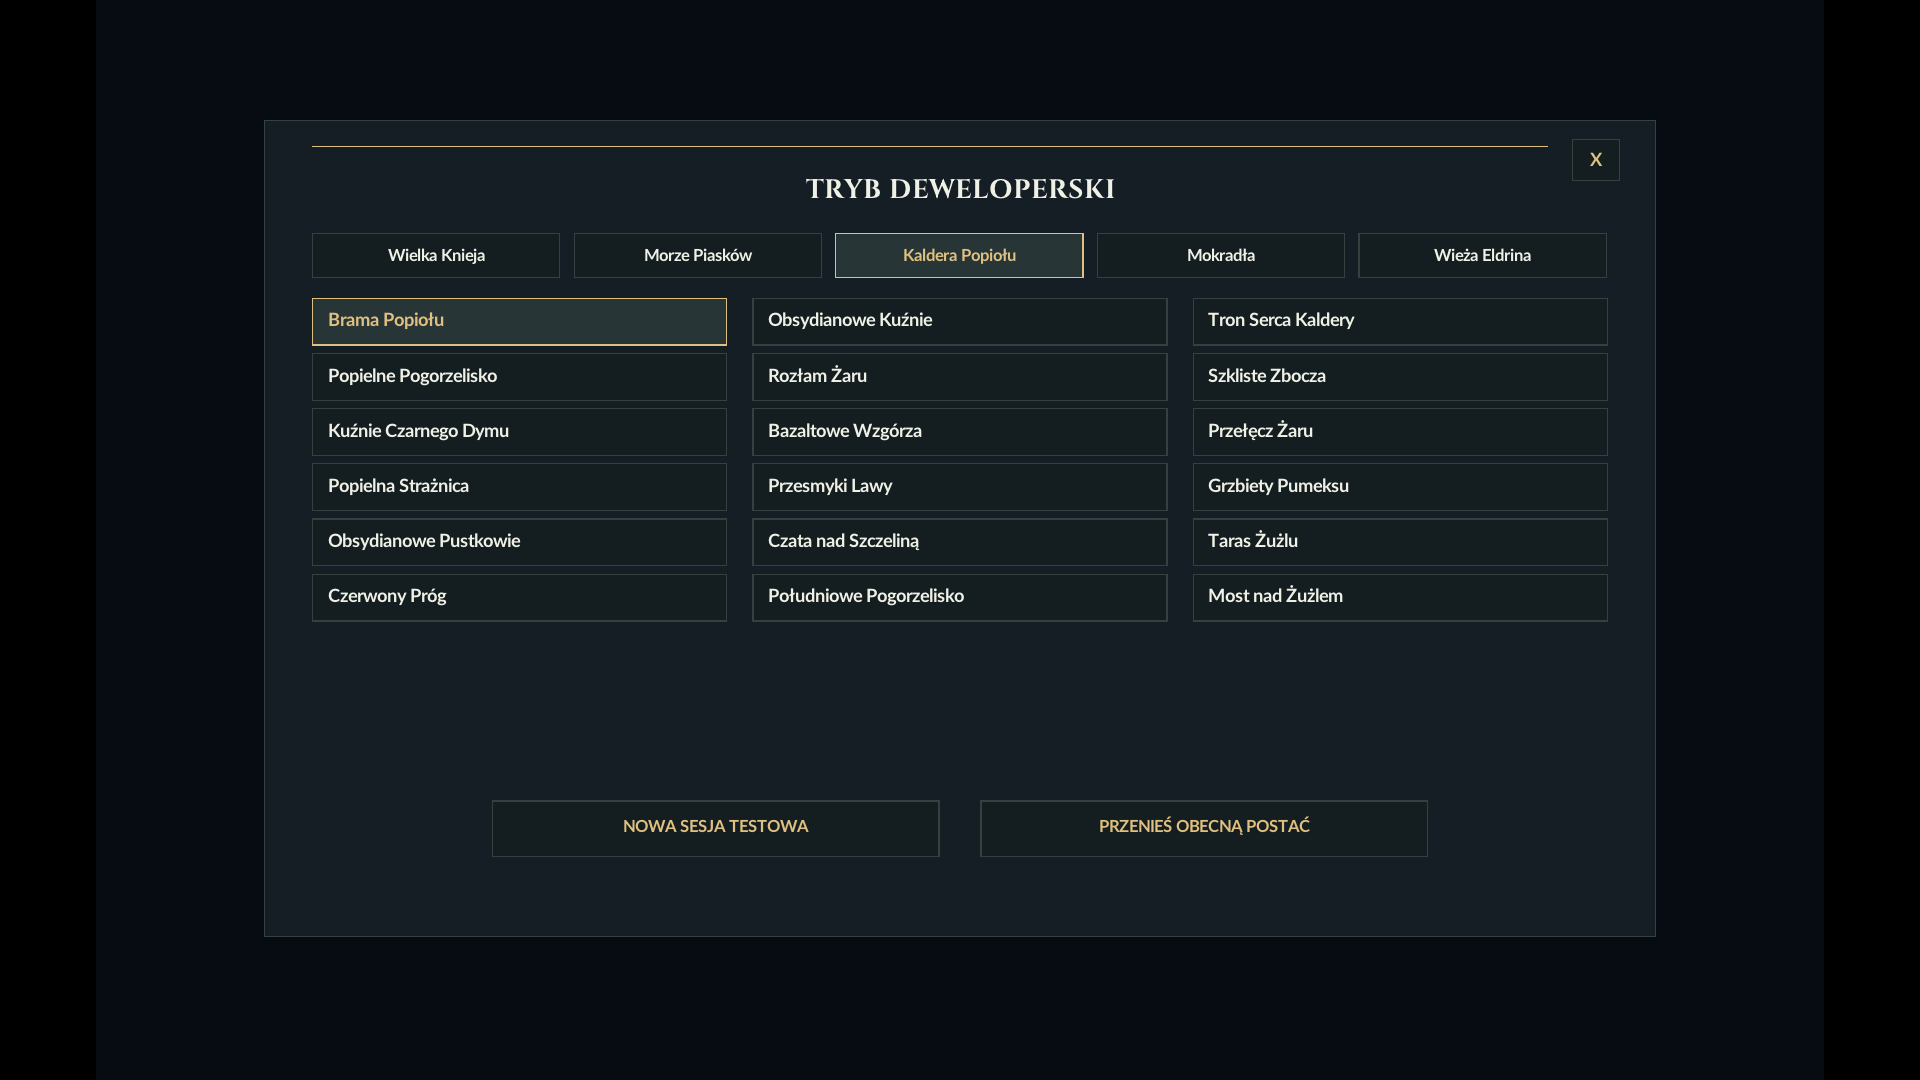 X
TRYB DEWELOPERSKI
Wielka Knieja
Morze Piasków
Kaldera Popiołu
Mokradła
Wieża Eldrina
Brama Popiołu
Obsydianowe Kuźnie
Tron Serca Kaldery
Popielne Pogorzelisko
Rozłam Żaru
Szkliste Zbocza
Kuźnie Czarnego Dymu
Bazaltowe Wzgórza
Przełęcz Żaru
Popielna Strażnica
Przesmyki Lawy
Grzbiety Pumeksu
Obsydianowe Pustkowie
Czata nad Szczeliną
Taras Żużlu
Czerwony Próg
Południowe Pogorzelisko
Most nad Żużlem
NOWA SESJA TESTOWA
PRZENIEŚ OBECNĄ POSTAĆ